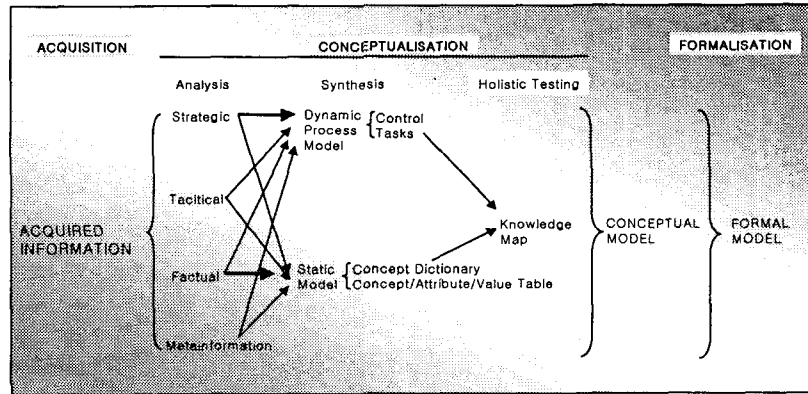 ACQUISITION CONCEPTUALISATION FORMALISATION
Analysis Synthesis Holistic Testing
Strategic
Dynamic Process Model
Control Tasks
Tacitical
ACQUIRED INFORMATION
Knowledge Map
CONCEPTUAL MODEL
FORMAL MODEL
Factual
Static Model
Concept Dictionary
Concept/Attribute/Value Table
Metainformation